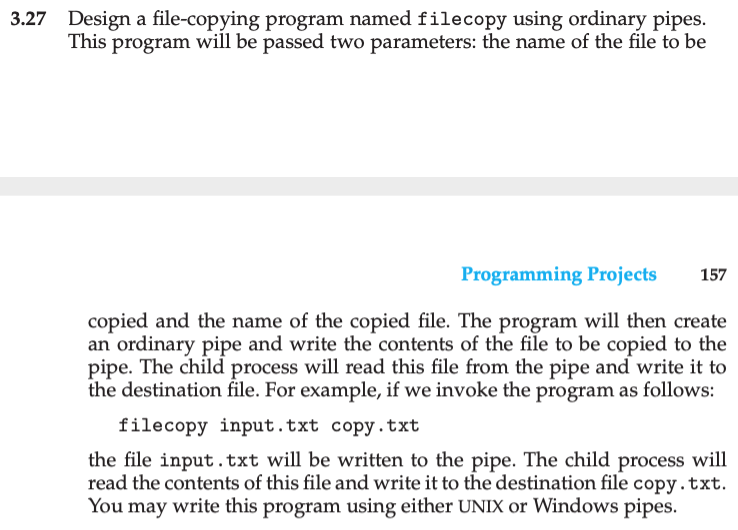 3.27 Design a file-copying program named filecopy using ordinary pipes.
This program will be passed two parameters: the name of the file to be
Programming Projects 157
copied and the name of the copied file. The program will then create
an ordinary pipe and write the contents of the file to be copied to the
pipe. The child process will read this file from the pipe and write it to
the destination file. For example, if we invoke the program as follows:
filecopy input.txt copy.txt
the file input.txt will be written to the pipe. The child process will
read the contents of this file and write it to the destination file copy.txt.
You may write this program using either UNIX or Windows pipes.